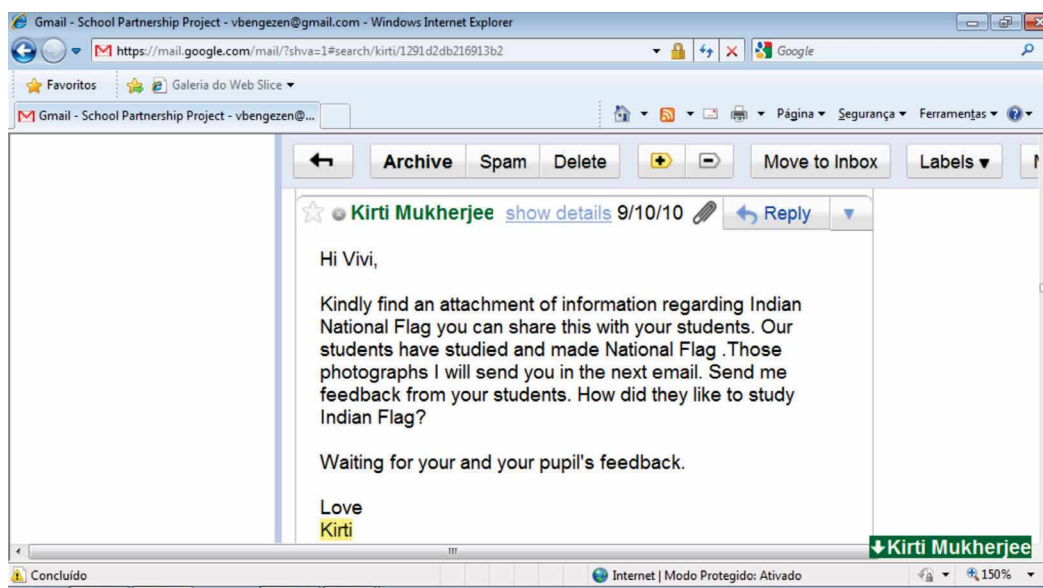 Gmail - School Partnership Project - vbengezen@gmail.com - Windows Internet Explorer
https://mail.google.com/mail/?shva=1#search/kirti/1291d2db216913b2
Google
Favoritos Galeria do Web Slice
Gmail - School Partnership Project - vbengezen@...
Página Segurança Ferramentas
Archive Spam Delete Move to Inbox Labels
Kirti Mukherjee show details 9/10/10 Reply
Hi Vivi,
Kindly find an attachment of information regarding Indian
National Flag you can share this with your students. Our
students have studied and made National Flag .Those
photographs I will send you in the next email. Send me
feedback from your students. How did they like to study
Indian Flag?
Waiting for your and your pupil's feedback.
Love
Kirti
Kirti Mukherjee
Concluído Internet | Modo Protegido: Ativado 150%